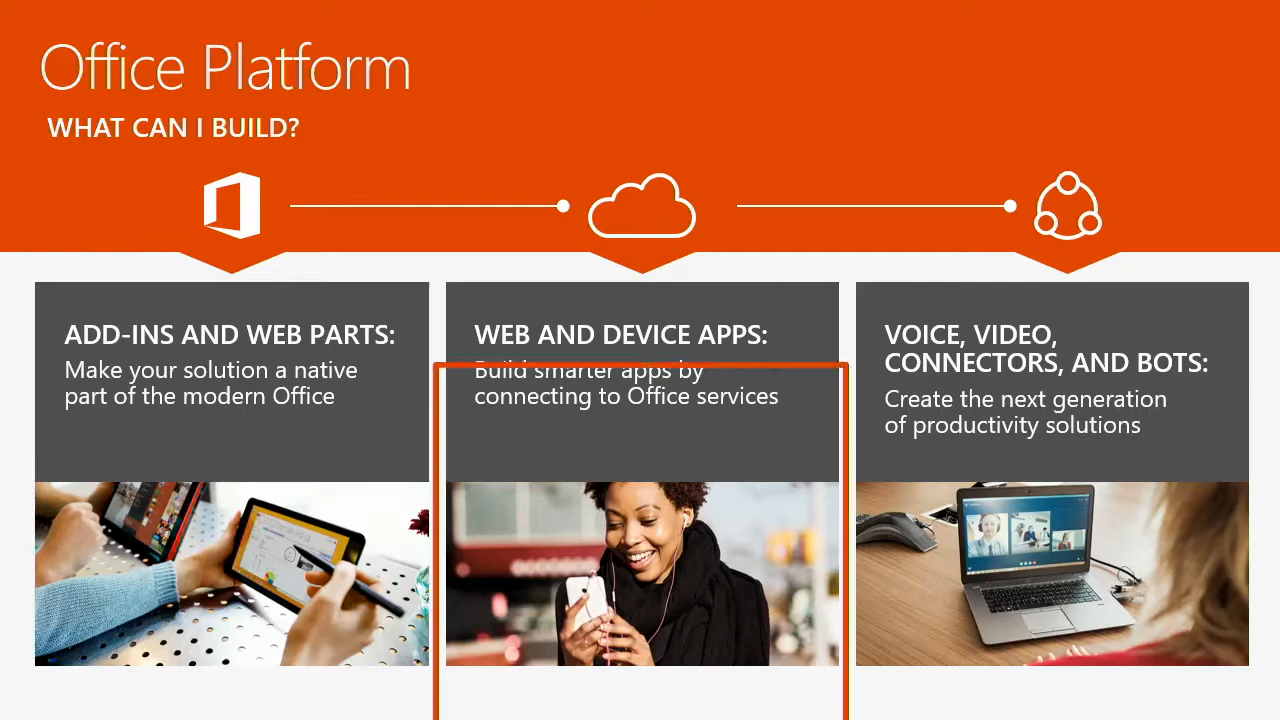 Office Platform
WHAT CAN I BUILD?
ADD-INS AND WEB PARTS:
Make your solution a native
part of the modern Office
WEB AND DEVICE APPS:
Build smarter apps by
connecting to Office services
VOICE, VIDEO,
CONNECTORS, AND BOTS:
Create the next generation
of productivity solutions